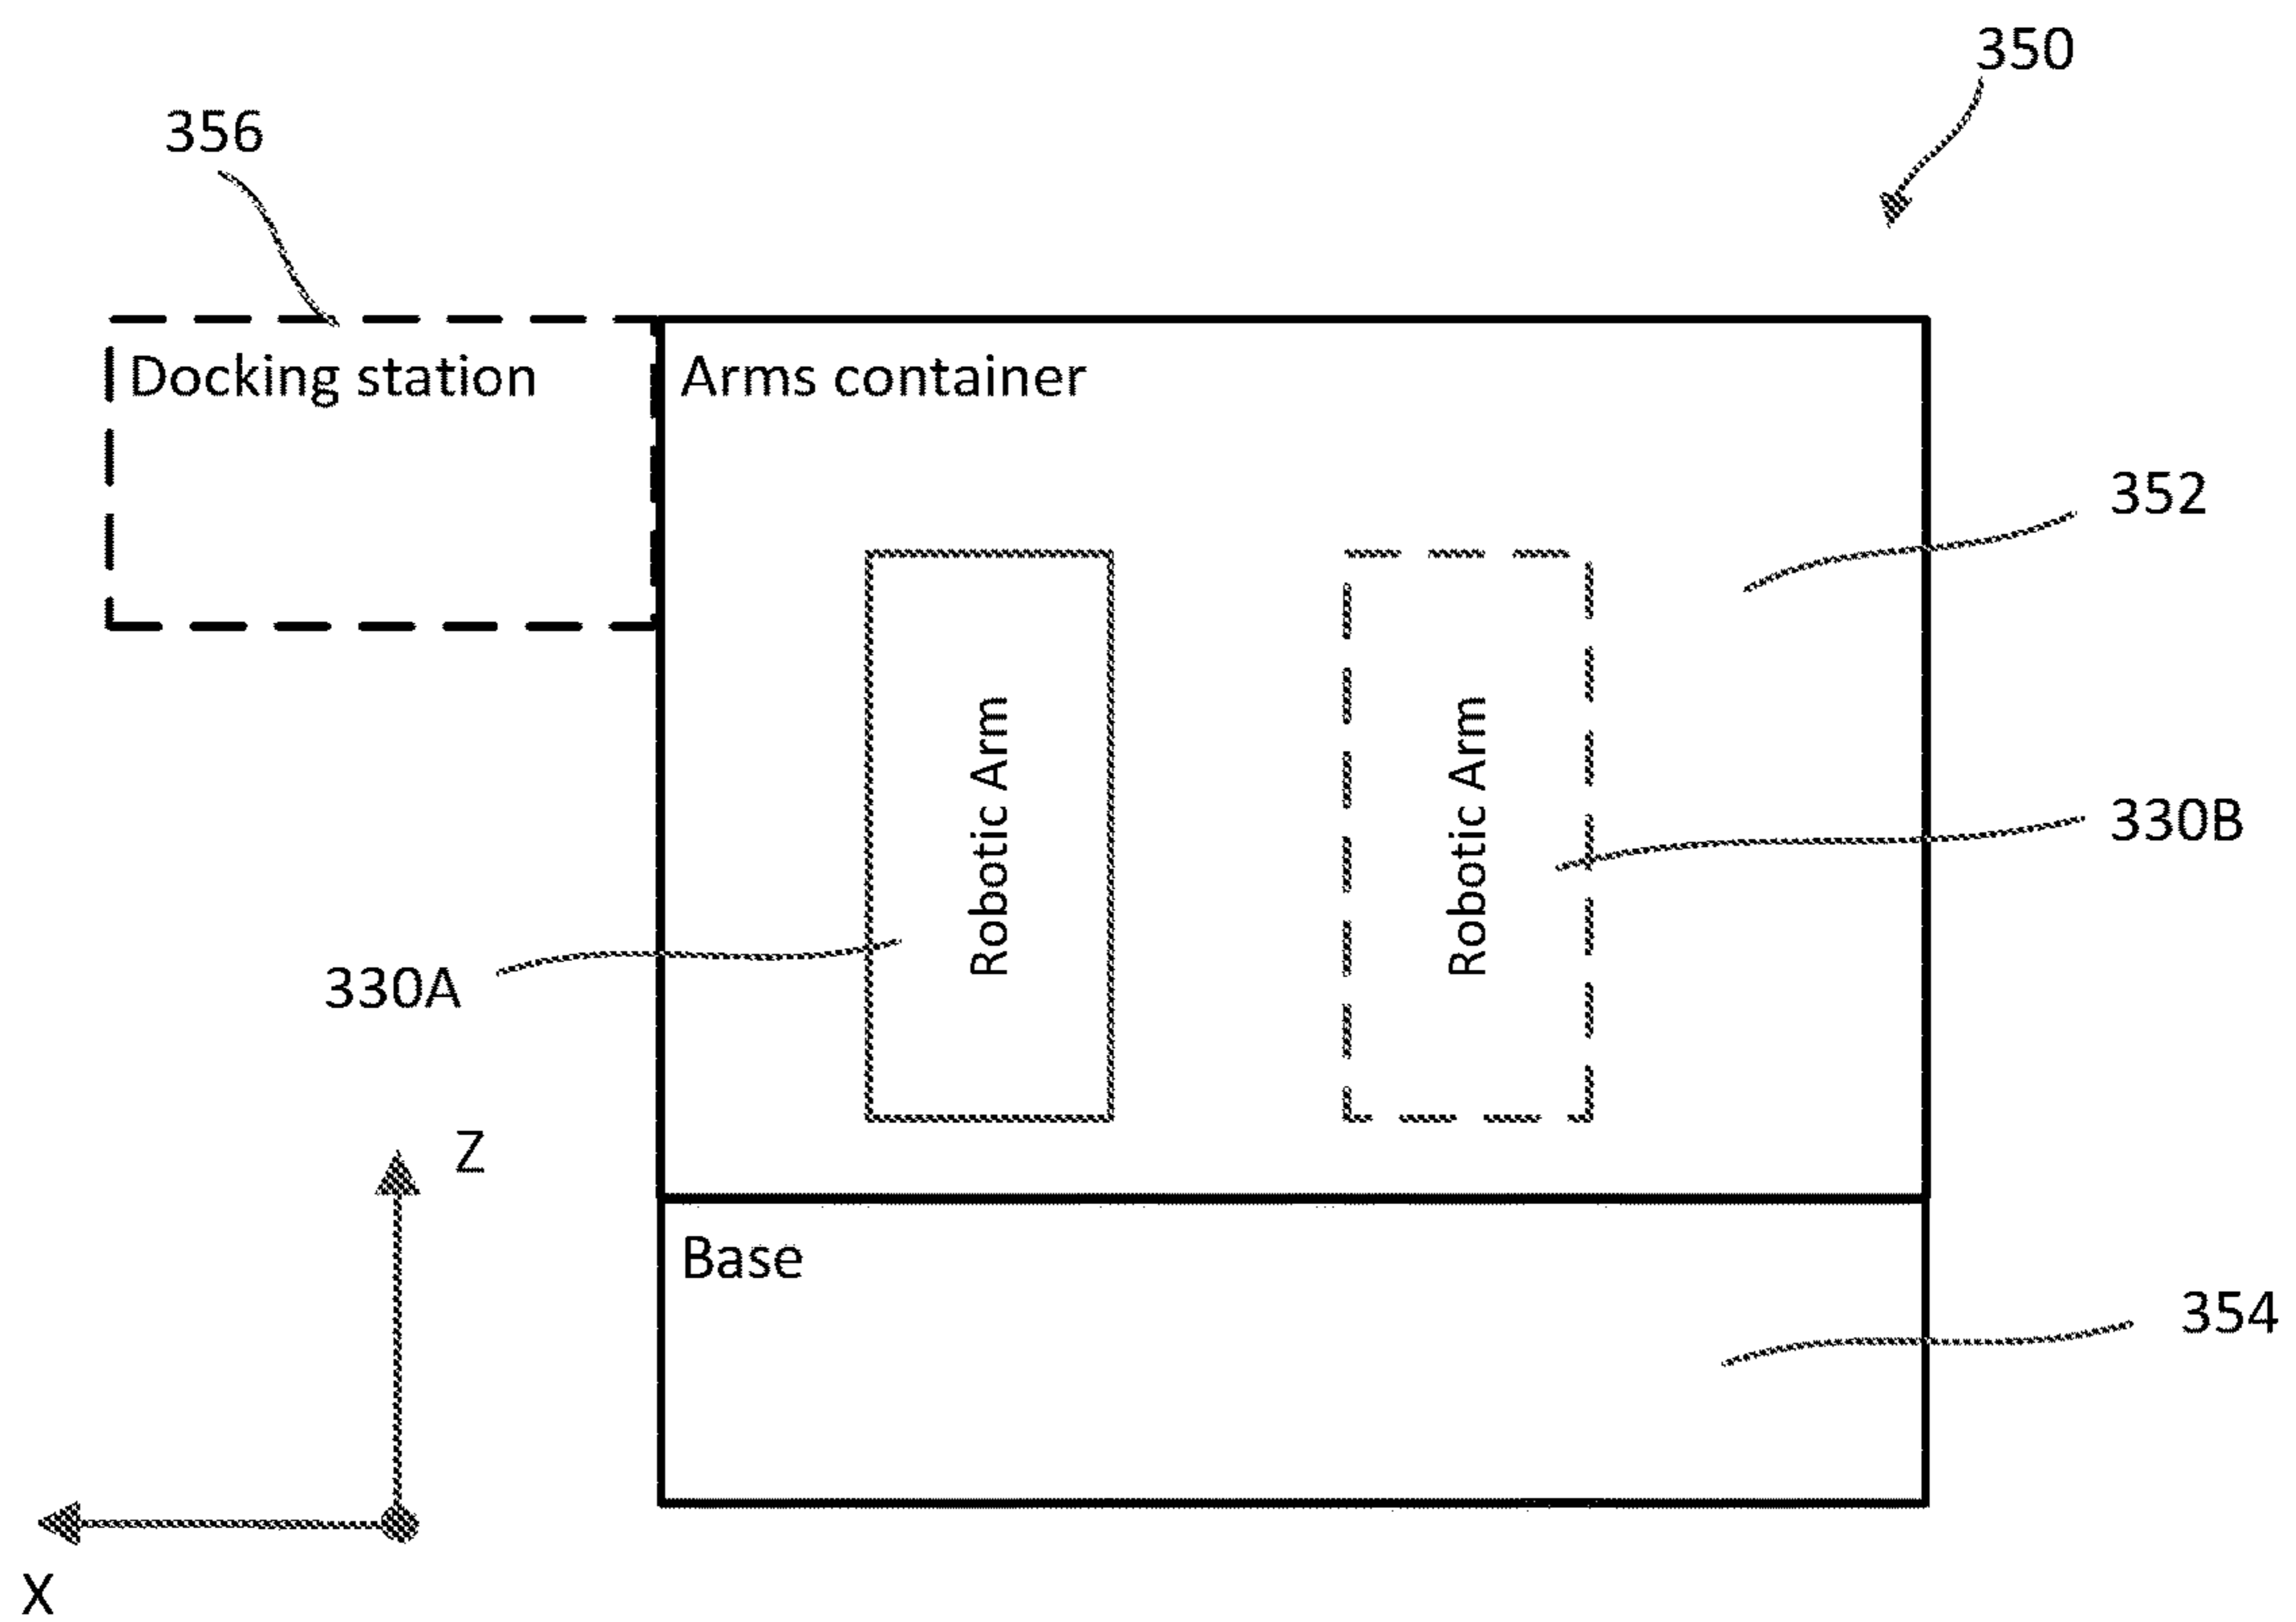 350
356
Docking station
Arms container
352
Robotic Arm
Robotic Arm
330B
330A
Z
Base
354
X